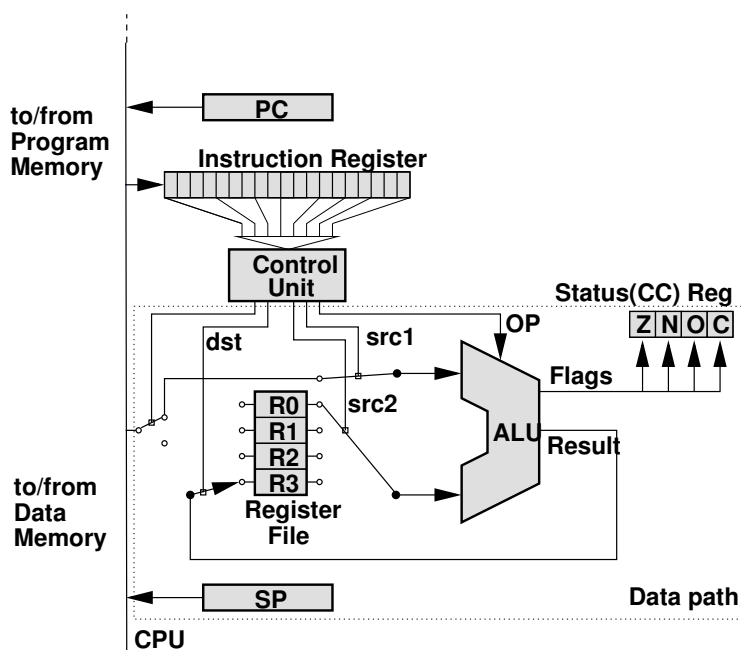 to/from
Program
Memory
PC
Instruction Register
Control
Unit
Status(CC) Reg
Z N O C
dst
src1
OP
src2
Flags
R0
R1
R2
R3
ALU
Result
Register
File
to/from
Data
Memory
SP
Data path
CPU